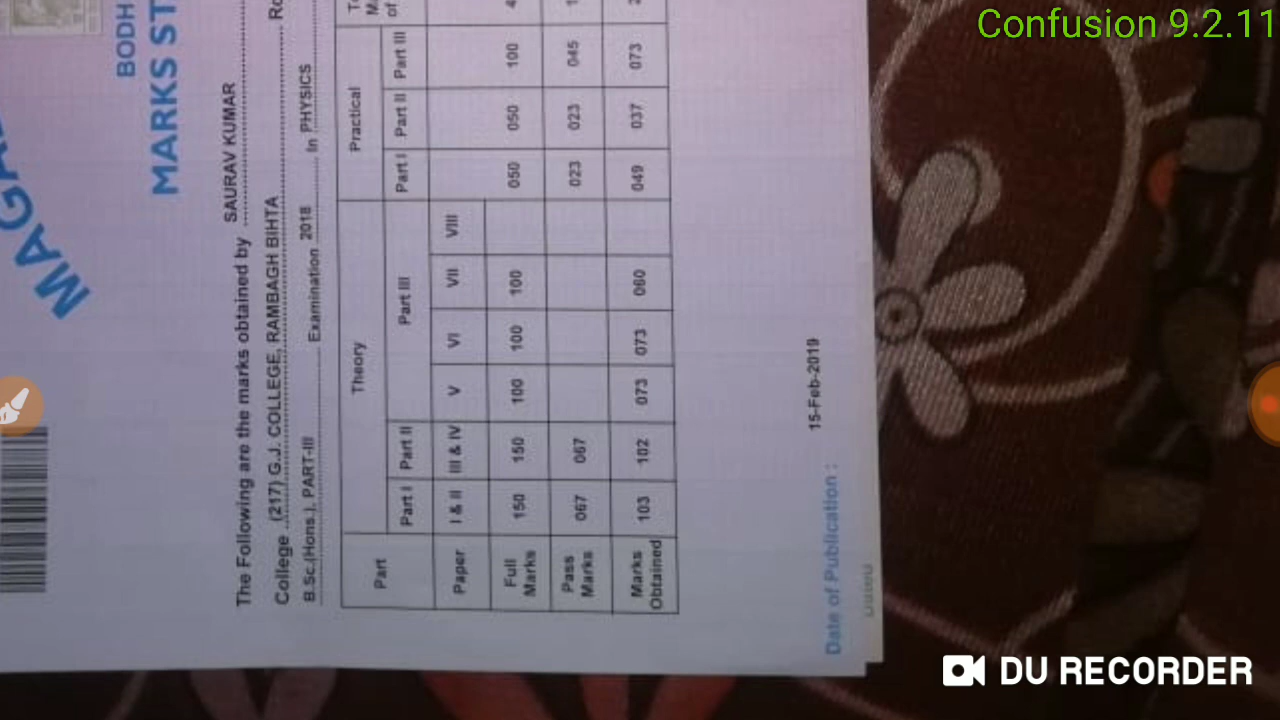 Confusion 9.2.11
MAGA
BODH
MARKS ST
The Following are the marks obtained by SAURAV KUMAR
College (217) G.J. COLLEGE, RAMBAGH BIHTA Ro
B.Sc.(Hons.), PART-III Examination 2018 In PHYSICS
Part Theory Practical
Part I Part II Part III Part I Part II Part III
Paper I & II III & IV V VI VII VIII
Full Marks 150 150 100 100 100 050 050 100
Pass Marks 067 067 023 023 045
Marks Obtained 103 102 073 073 060 049 037 073
Date of Publication : 15-Feb-2019
DU RECORDER